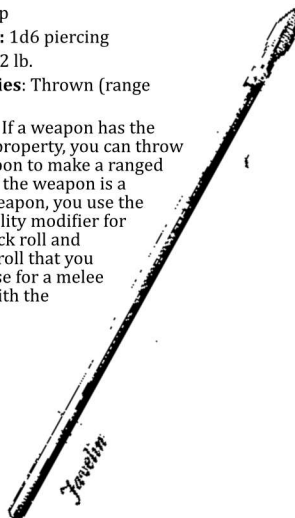 p
: 1d6 piercing
2 lb.
ies: Thrown (range
If a weapon has the
property, you can throw
pon to make a ranged
the weapon is a
eapon, you use the
lity modifier for
ck roll and
roll that you
se for a melee
ith the
Javelin